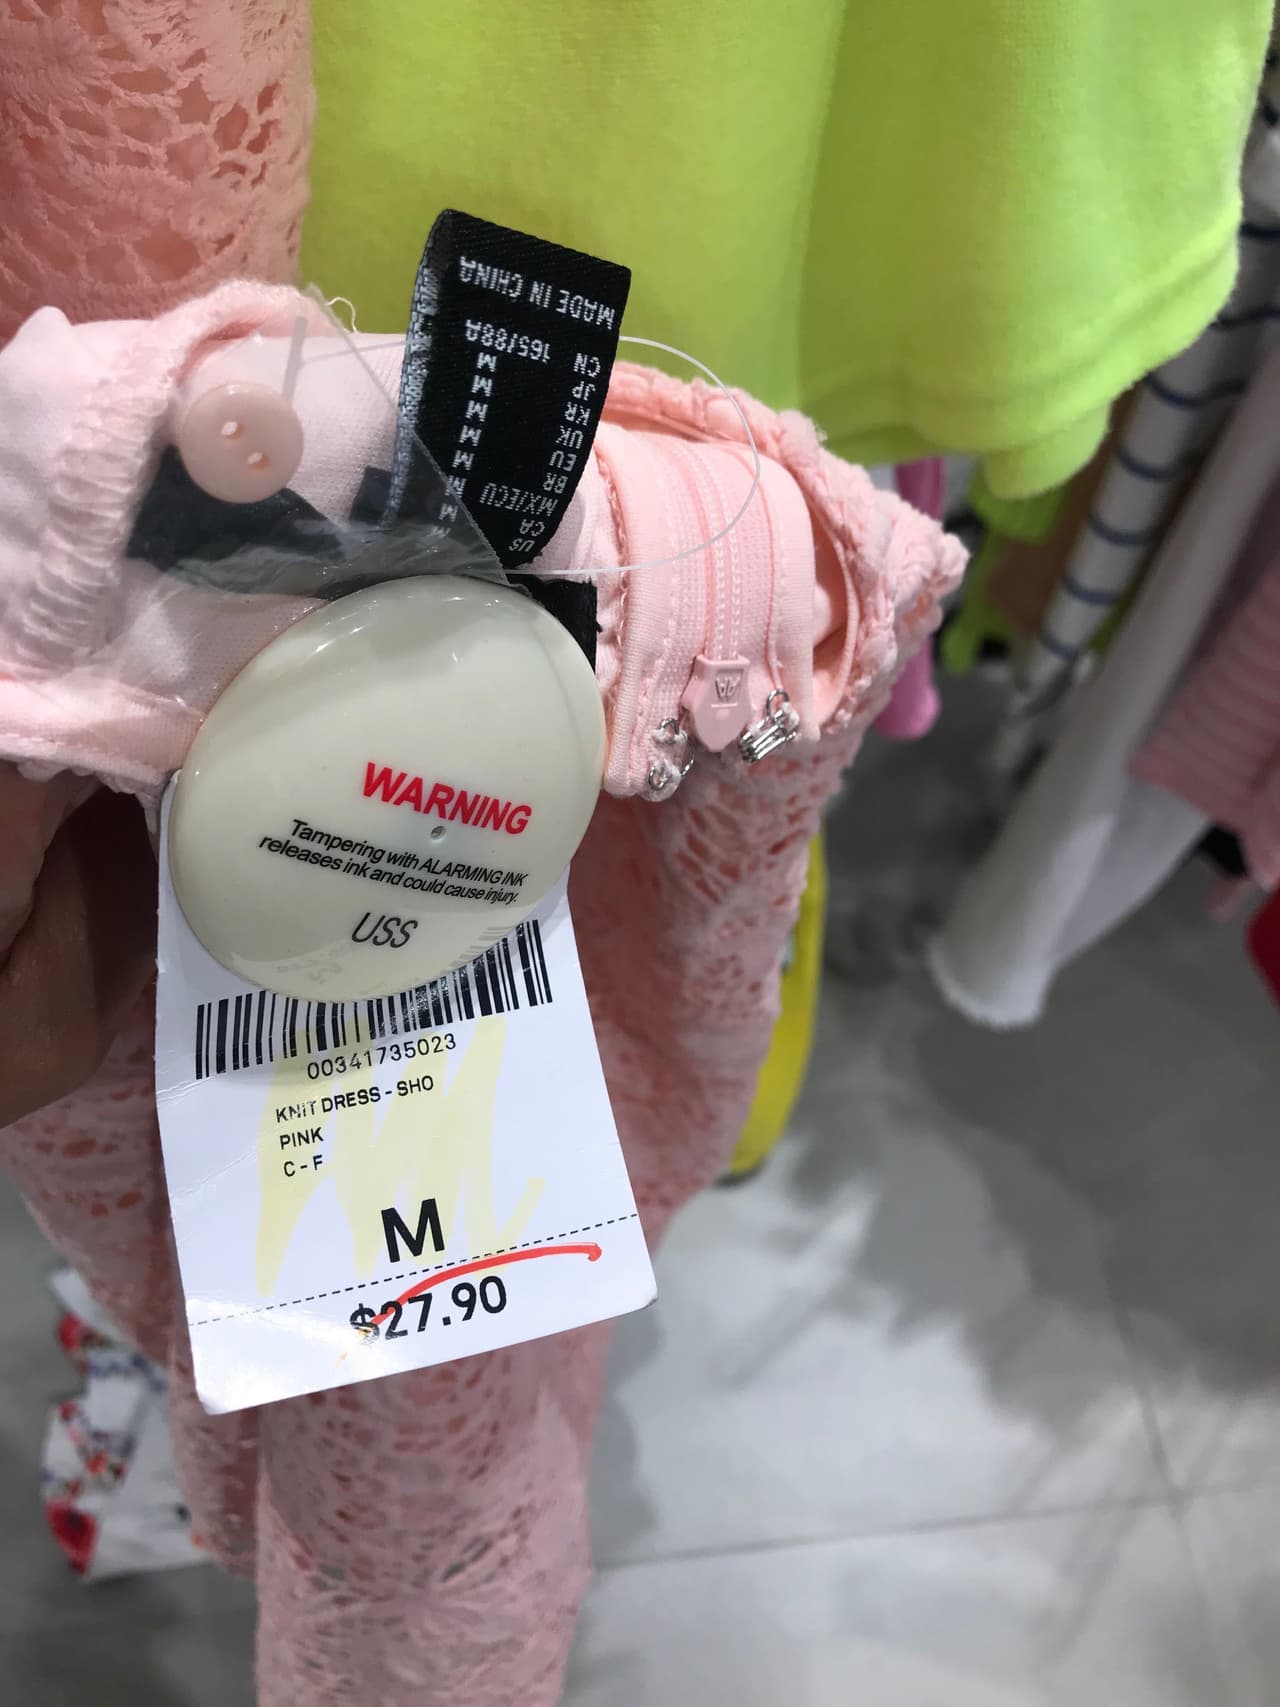 MADE IN CHINA
CN 165/88A
JP M
KR M
UK M
EU M
BR M
MX/ECU M
CA M
US M
WARNING
Tampering with ALARMING INK
releases ink and could cause injury.
USS
00341735023
KNIT DRESS - SHO
PINK
C - F
M
$27.90